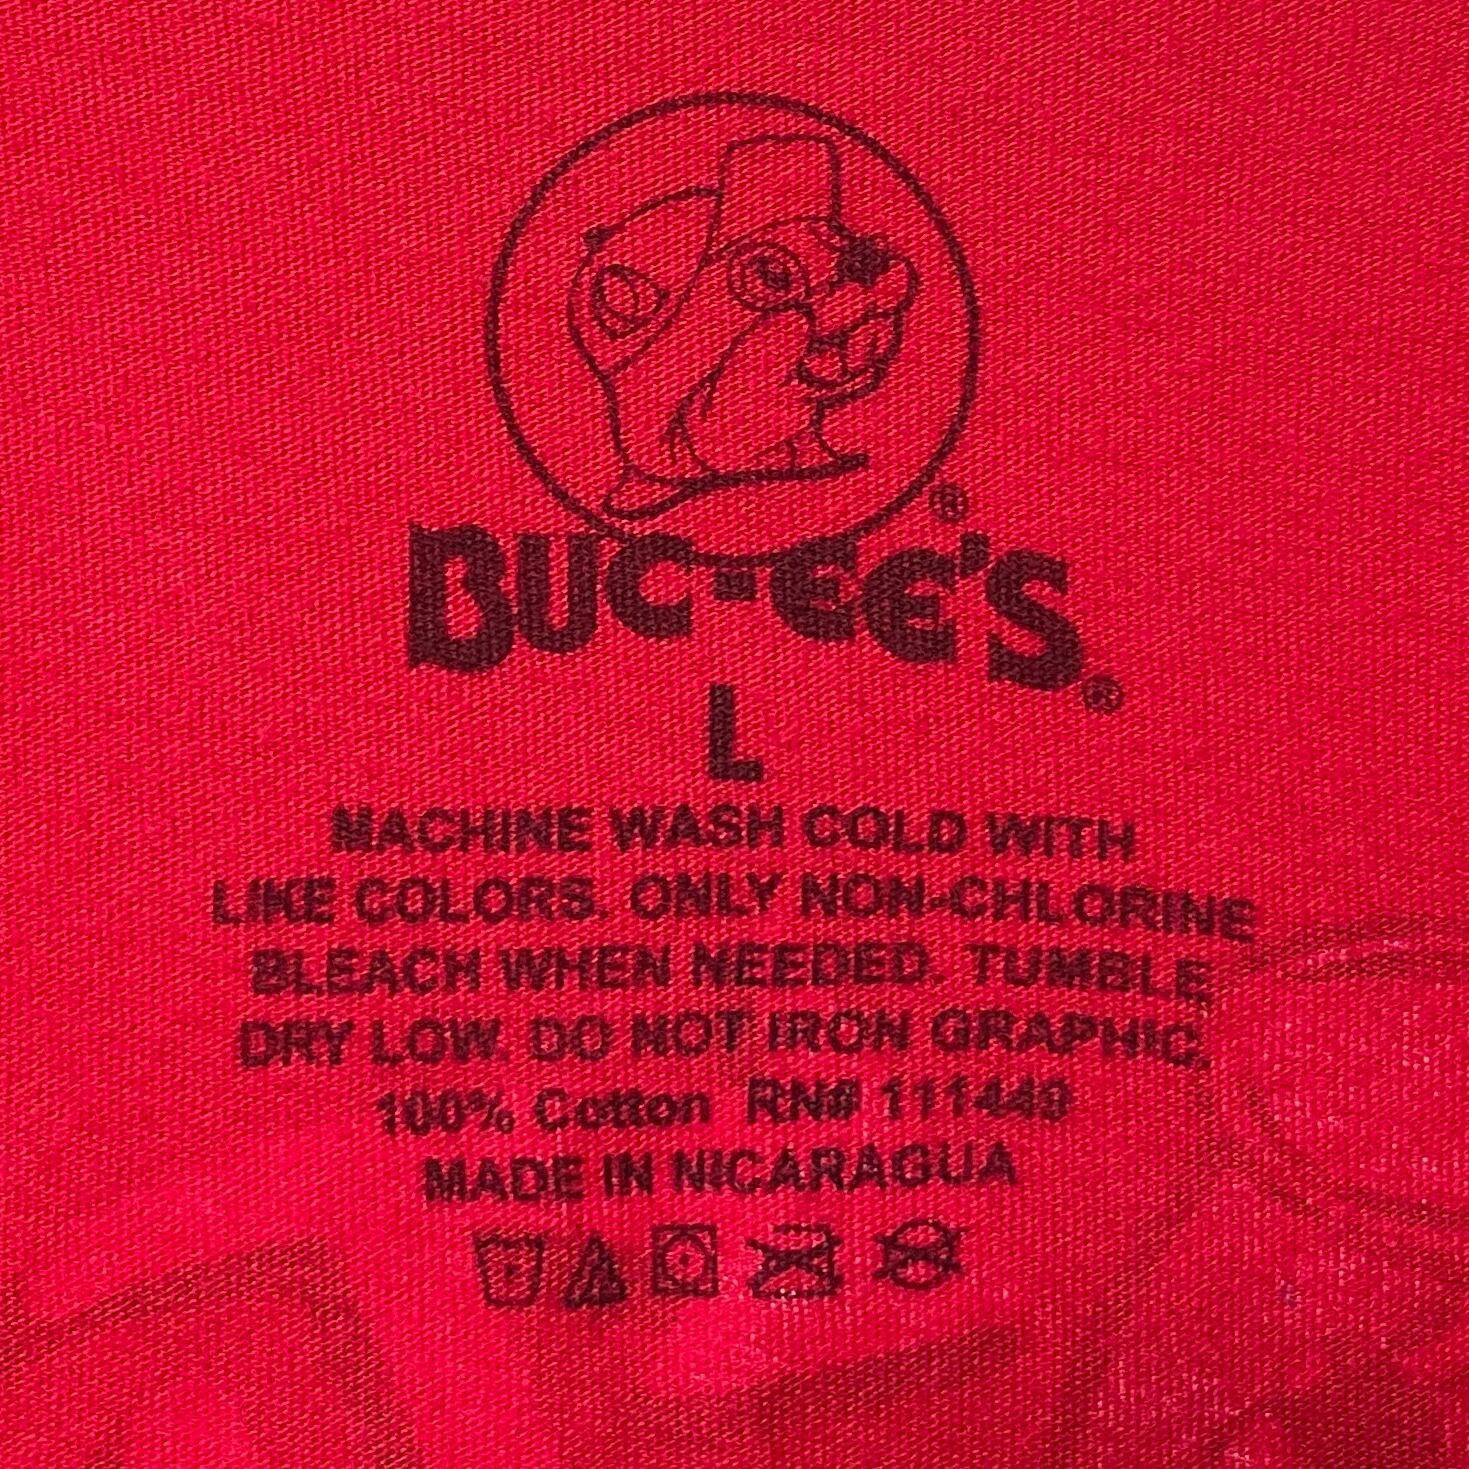 ®
BUC-EE'S®
L
MACHINE WASH COLD WITH
LIKE COLORS. ONLY NON-CHLORINE
BLEACH WHEN NEEDED. TUMBLE
DRY LOW. DO NOT IRON GRAPHIC.
100% Cotton RN# 111449
MADE IN NICARAGUA